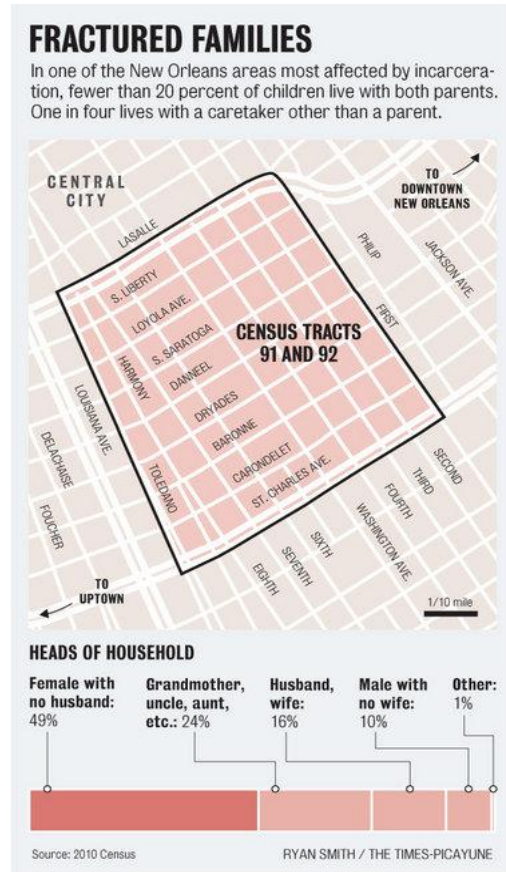 FRACTURED FAMILIES
In one of the New Orleans areas most affected by incarcera-
tion, fewer than 20 percent of children live with both parents.
One in four lives with a caretaker other than a parent.
CENTRAL
CITY
TO
DOWNTOWN
NEW ORLEANS
LASALLE
PHILIP
JACKSON AVE.
S. LIBERTY
LOYOLA AVE.
FIRST
S. SARATOGA
CENSUS TRACTS
91 AND 92
HARMONY
DANNEEL
LOUISIANA AVE.
DRYADES
BARONNE
DELACHAISE
CARONDELET
SECOND
TOLEDANO
ST. CHARLES AVE.
THIRD
FOUCHER
FOURTH
WASHINGTON AVE.
SIXTH
SEVENTH
EIGHTH
TO
UPTOWN
1/10 mile
HEADS OF HOUSEHOLD
Female with
no husband:
49%
Grandmother,
uncle, aunt,
etc.: 24%
Husband,
wife:
16%
Male with
no wife:
10%
Other:
1%
Source: 2010 Census
RYAN SMITH / THE TIMES-PICAYUNE